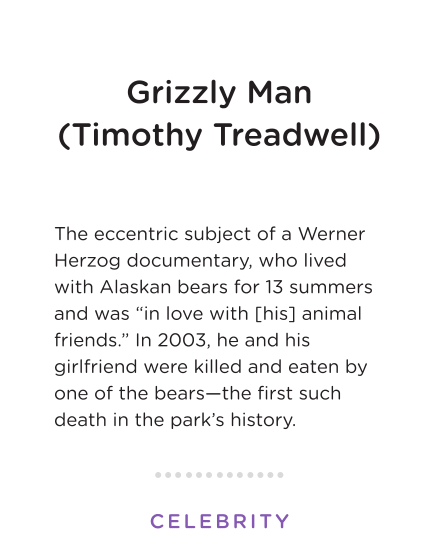 Grizzly Man
(Timothy Treadwell)
The eccentric subject of a Werner
Herzog documentary, who lived
with Alaskan bears for 13 summers
and was “in love with [his] animal
friends.” In 2003, he and his
girlfriend were killed and eaten by
one of the bears—the first such
death in the park’s history.
CELEBRITY